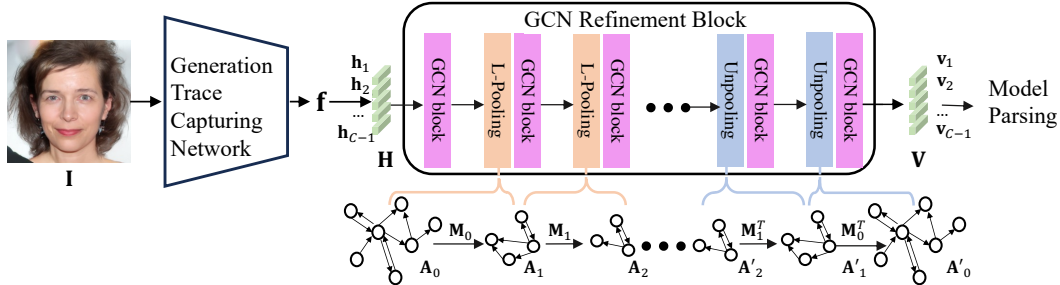 GCN Refinement Block
Generation
Trace
Capturing
Network
I
f
h₁
h₂
...
h_{C−1}
H
GCN block
L-Pooling
GCN block
L-Pooling
GCN block
Unpooling
GCN block
Unpooling
GCN block
v₁
v₂
...
v_{C−1}
V
Model
Parsing
A₀
M₀
A₁
M₁
A₂
A'₂
M₁ᵀ
A'₁
M₀ᵀ
A'₀